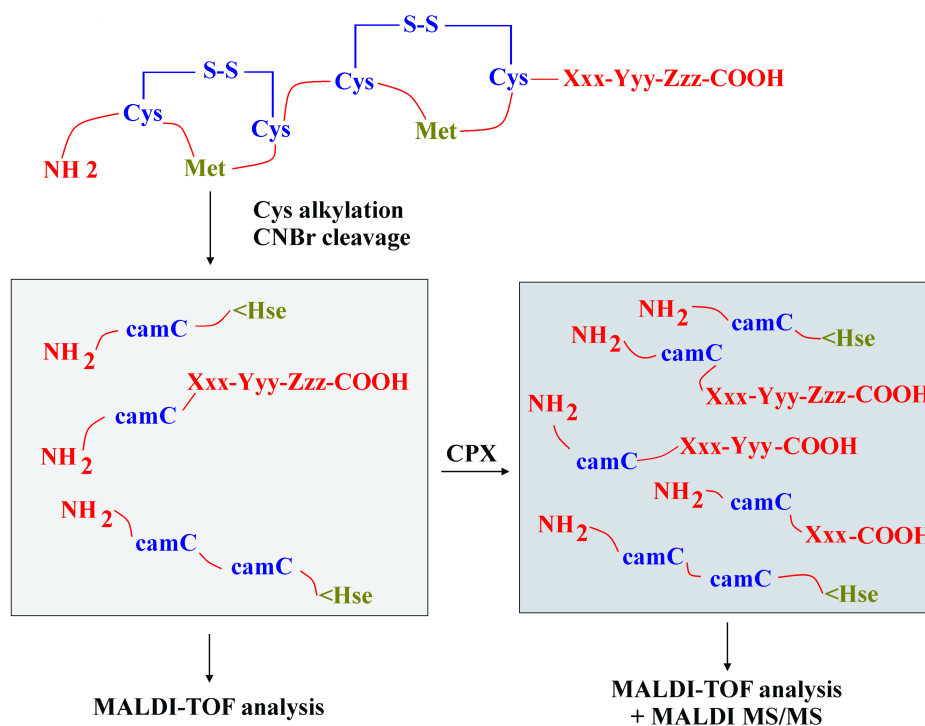 S-S
S-S
Cys
Cys
Cys
Cys
Xxx-Yyy-Zzz-COOH
NH 2
Met
Met
Cys alkylation
CNBr cleavage
<Hse
camC
NH2
Xxx-Yyy-Zzz-COOH
camC
NH2
NH2
camC
camC
<Hse
CPX
NH2
camC
<Hse
NH2
camC
Xxx-Yyy-Zzz-COOH
NH2
camC
Xxx-Yyy-COOH
NH2
camC
Xxx-COOH
NH2
camC
camC
<Hse
MALDI-TOF analysis
MALDI-TOF analysis
+ MALDI MS/MS